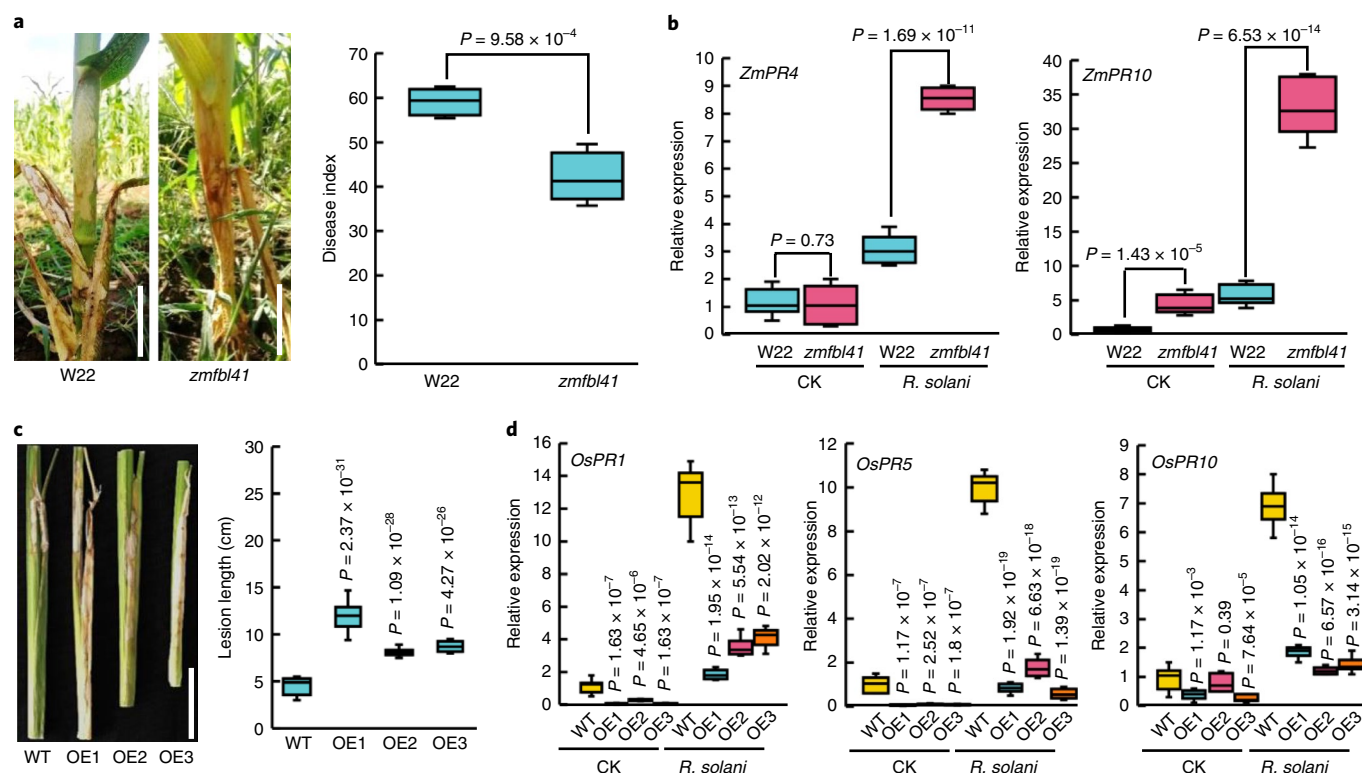 a
W22
zmfbl41
Disease index
70
60
50
40
30
20
10
0
P = 9.58 × 10⁻⁴
W22
zmfbl41
b
Relative expression
10
9
8
7
6
5
4
3
2
1
0
ZmPR4
P = 0.73
P = 1.69 × 10⁻¹¹
W22
zmfbl41
W22
zmfbl41
CK
R. solani
Relative expression
40
35
30
25
20
15
10
5
0
ZmPR10
P = 1.43 × 10⁻⁵
P = 6.53 × 10⁻¹⁴
W22
zmfbl41
W22
zmfbl41
CK
R. solani
c
WT
OE1
OE2
OE3
Lesion length (cm)
30
25
20
15
10
5
0
P = 2.37 × 10⁻³¹
P = 1.09 × 10⁻²⁸
P = 4.27 × 10⁻²⁶
WT
OE1
OE2
OE3
d
Relative expression
16
14
12
10
8
6
4
2
0
OsPR1
P = 1.63 × 10⁻⁷
P = 4.65 × 10⁻⁶
P = 1.63 × 10⁻⁷
P = 1.95 × 10⁻¹⁴
P = 5.54 × 10⁻¹³
P = 2.02 × 10⁻¹²
WT
OE1
OE2
OE3
WT
OE1
OE2
OE3
CK
R. solani
Relative expression
12
10
8
6
4
2
0
OsPR5
P = 1.17 × 10⁻⁷
P = 2.52 × 10⁻⁷
P = 1.8 × 10⁻⁷
P = 1.92 × 10⁻¹⁹
P = 6.63 × 10⁻¹⁸
P = 1.39 × 10⁻¹⁹
WT
OE1
OE2
OE3
WT
OE1
OE2
OE3
CK
R. solani
Relative expression
9
8
7
6
5
4
3
2
1
0
OsPR10
P = 1.17 × 10⁻³
P = 0.39
P = 7.64 × 10⁻⁵
P = 1.05 × 10⁻¹⁴
P = 6.57 × 10⁻¹⁶
P = 3.14 × 10⁻¹⁵
WT
OE1
OE2
OE3
WT
OE1
OE2
OE3
CK
R. solani